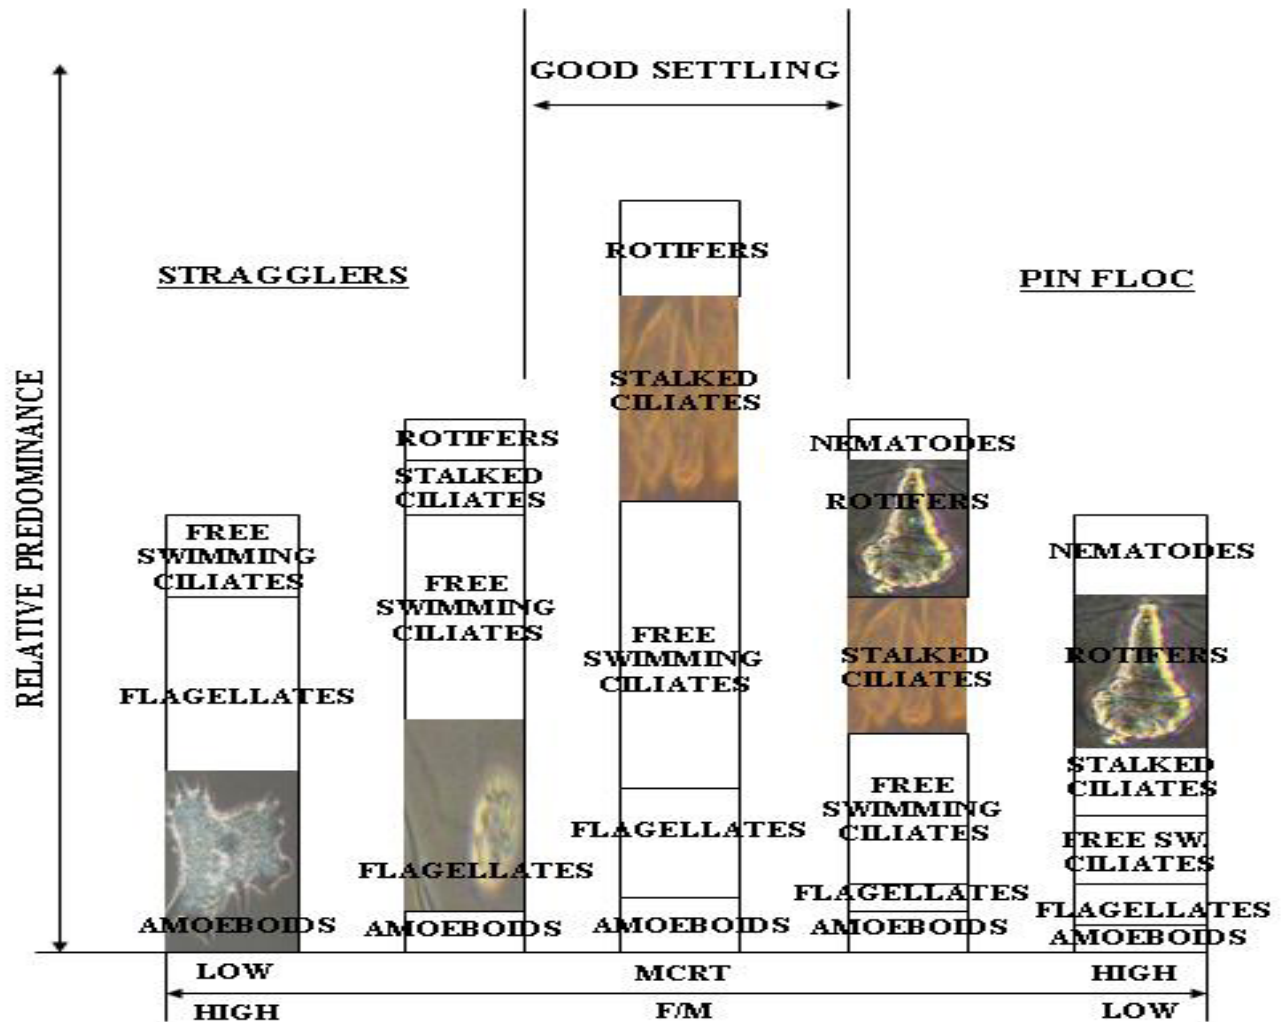 GOOD SETTLING
STRAGGLERS
PIN FLOC
RELATIVE PREDOMINANCE
FREE
SWIMMING
CILIATES
FLAGELLATES
AMOEBOIDS
ROTIFERS
STALKED
CILIATES
FREE
SWIMMING
CILIATES
FLAGELLATES
AMOEBOIDS
ROTIFERS
STALKED
CILIATES
FREE
SWIMMING
CILIATES
FLAGELLATES
AMOEBOIDS
NEMATODES
ROTIFERS
STALKED
CILIATES
FREE
SWIMMING
CILIATES
FLAGELLATES
AMOEBOIDS
NEMATODES
ROTIFERS
STALKED
CILIATES
FREE SW.
CILIATES
FLAGELLATES
AMOEBOIDS
LOW MCRT HIGH
HIGH F/M LOW